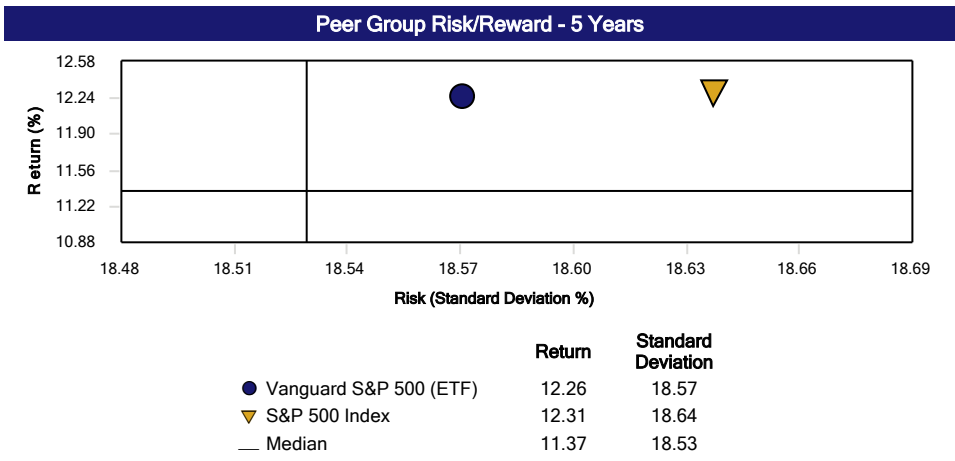 Peer Group Risk/Reward - 5 Years
12.58
12.24
11.90
11.56
11.22
10.88
Return (%)
18.48 18.51 18.54 18.57 18.60 18.63 18.66 18.69
Risk (Standard Deviation %)
Return Standard Deviation
Vanguard S&P 500 (ETF) 12.26 18.57
S&P 500 Index 12.31 18.64
Median 11.37 18.53